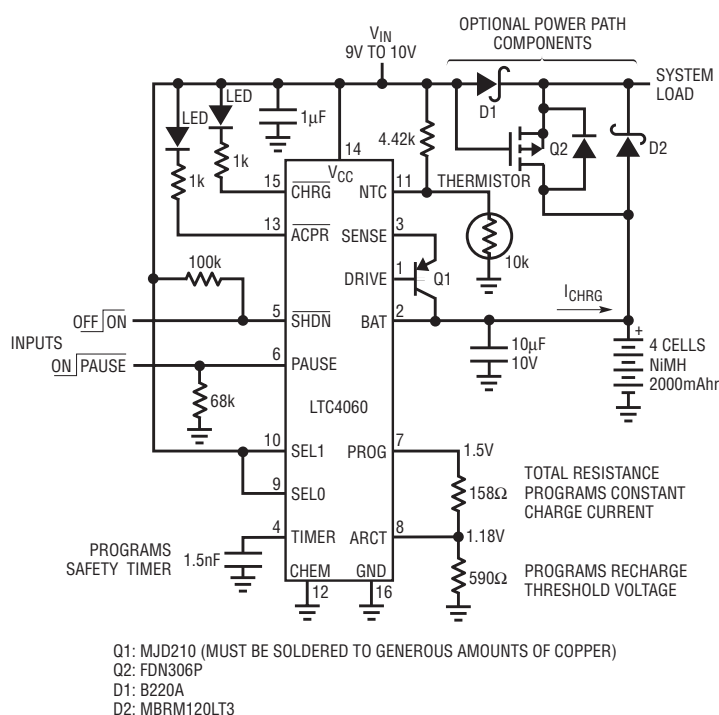 OPTIONAL POWER PATH
COMPONENTS
VIN
9V TO 10V
SYSTEM
LOAD
LED
LED
1µF
4.42k
D1
Q2
D2
1k
1k
14
VCC
15
CHRG
NTC
11
THERMISTOR
13
ACPR
SENSE
3
10k
100k
DRIVE
1
Q1
ICHRG
OFF ON
5
SHDN
BAT
2
INPUTS
ON PAUSE
6
PAUSE
10µF
10V
+
4 CELLS
NiMH
2000mAhr
68k
LTC4060
10
SEL1
PROG
7
1.5V
9
SEL0
158Ω
TOTAL RESISTANCE
PROGRAMS CONSTANT
CHARGE CURRENT
4
TIMER
ARCT
8
1.18V
PROGRAMS
SAFETY TIMER
1.5nF
CHEM
GND
590Ω
PROGRAMS RECHARGE
THRESHOLD VOLTAGE
12
16
Q1: MJD210 (MUST BE SOLDERED TO GENEROUS AMOUNTS OF COPPER)
Q2: FDN306P
D1: B220A
D2: MBRM120LT3